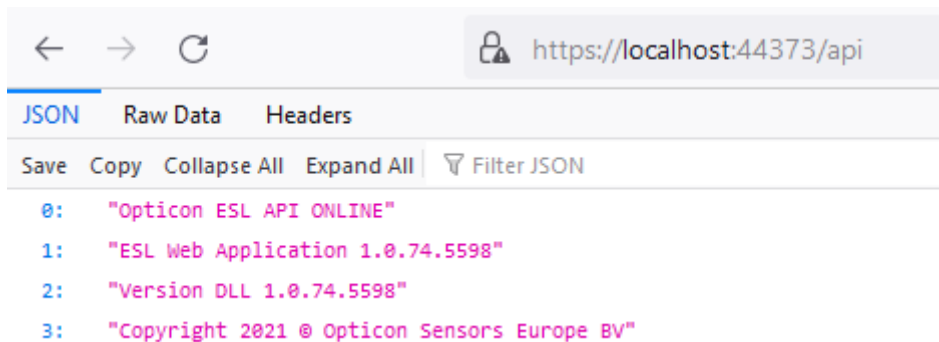 https://localhost:44373/api
JSON Raw Data Headers
Save Copy Collapse All Expand All Filter JSON
0: "Opticon ESL API ONLINE"
1: "ESL Web Application 1.0.74.5598"
2: "Version DLL 1.0.74.5598"
3: "Copyright 2021 © Opticon Sensors Europe BV"